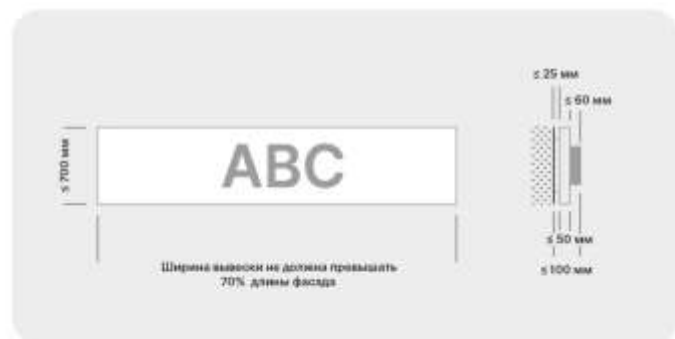 ≤ 25 мм
≤ 60 мм
≤ 700 мм
ABC
≤ 50 мм
≤ 100 мм
Ширина вывески не должна превышать
70% длины фасада